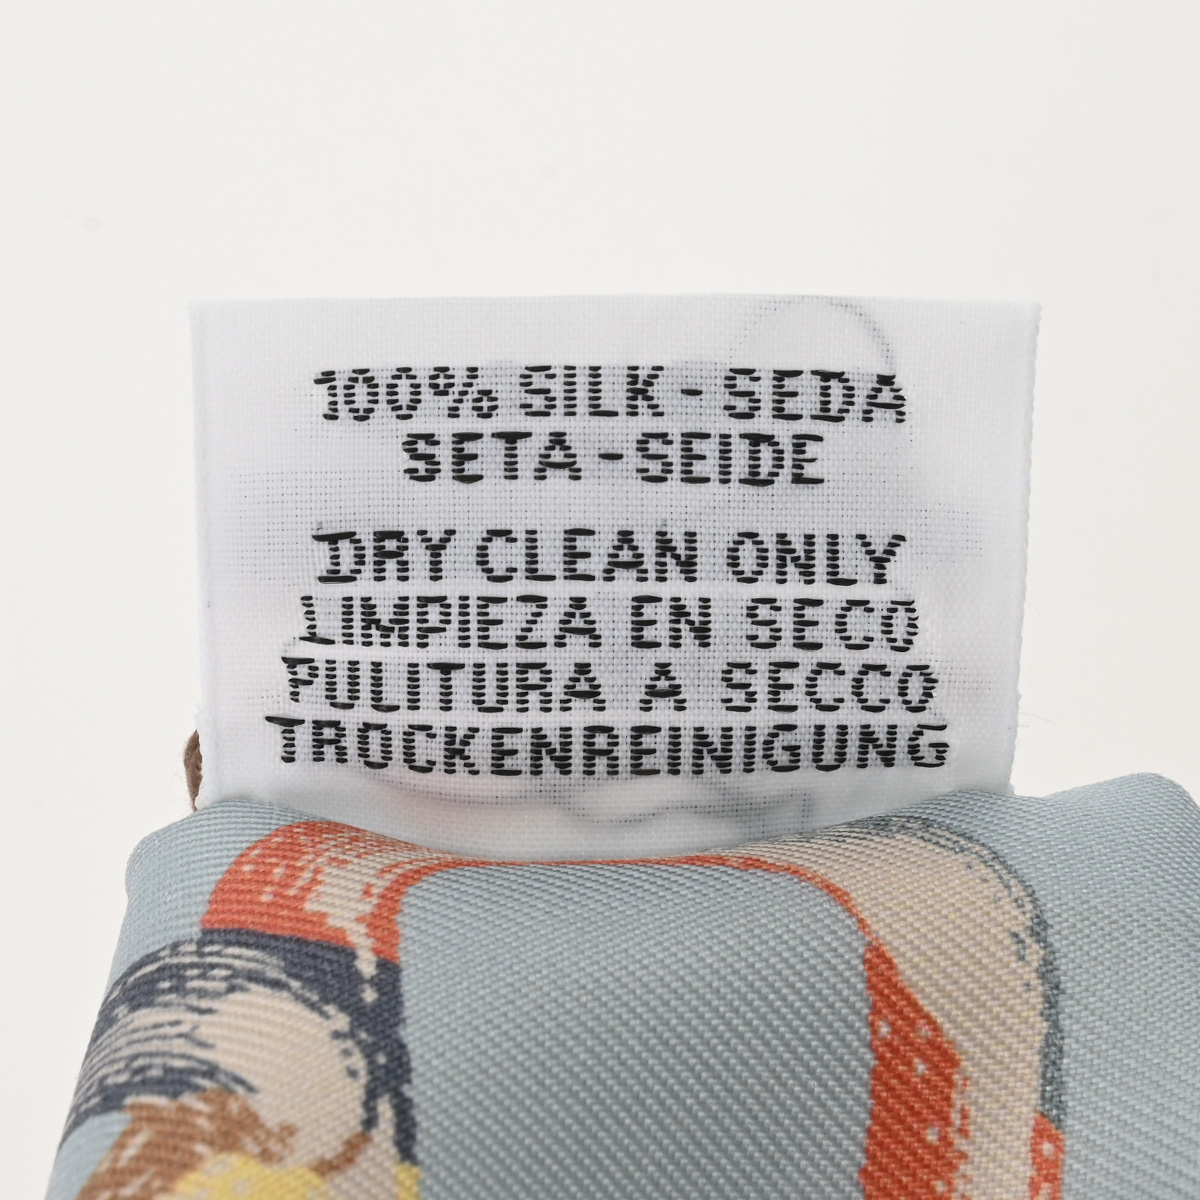 100% SILK - SEDA
SETA - SEIDE
DRY CLEAN ONLY
LIMPIEZA EN SECO
PULITURA A SECCO
TROCKENREINIGUNG